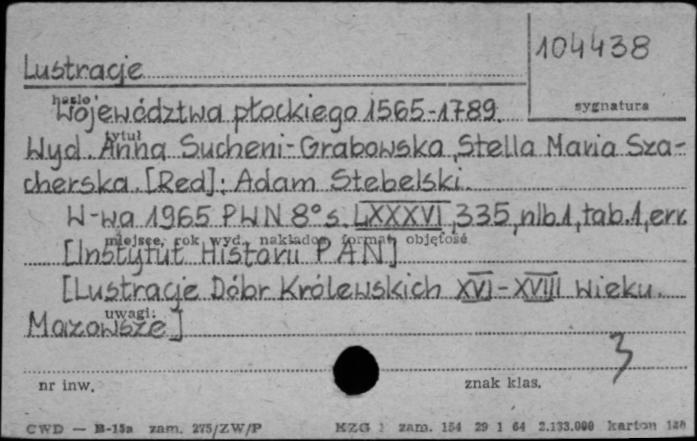 104438
Lustracje
hasło
sygnatura
Województwa płockiego 1565-1789.
tytuł
Wyd. Anna Sucheni-Grabowska, Stella Maria Sza-
cherska. [Red]: Adam Stebelski.
W-wa 1965 PWN 8° s. LXXXVI, 335, nlb.1, tab.1, err.
miejsce, rok wyd., nakładca, format, objętość
[Instytut Historii PAN]
[Lustracje Dóbr Królewskich XVI-XVIII wieku.
uwagi:
Mazowsze]
3
nr inw.
znak klas.
CWD — B-15a zam. 275/ZW/P KZG 1 zam. 154 29 1 64 2.133.000 karton